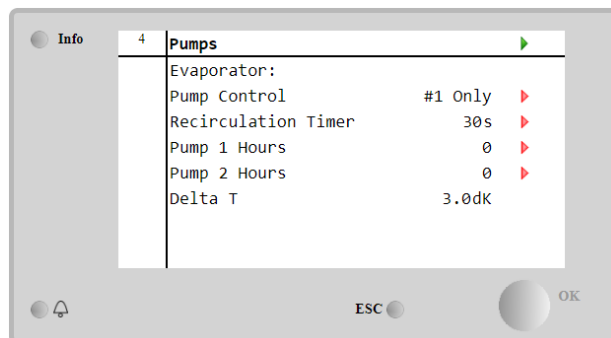 Info
4 Pumps
Evaporator:
Pump Control #1 Only
Recirculation Timer 30s
Pump 1 Hours 0
Pump 2 Hours 0
Delta T 3.0dK
ESC
OK